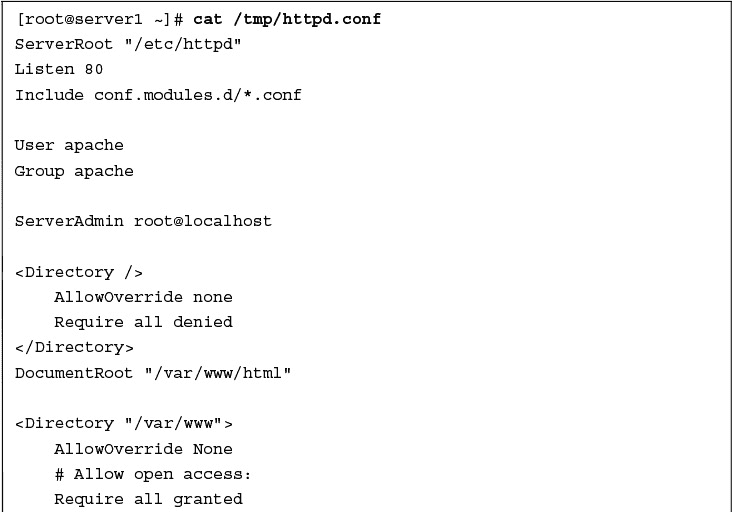 [root@server1 ~]# cat /tmp/httpd.conf
ServerRoot "/etc/httpd"
Listen 80
Include conf.modules.d/*.conf

User apache
Group apache

ServerAdmin root@localhost

<Directory />
    AllowOverride none
    Require all denied
</Directory>
DocumentRoot "/var/www/html"

<Directory "/var/www">
    AllowOverride None
    # Allow open access:
    Require all granted